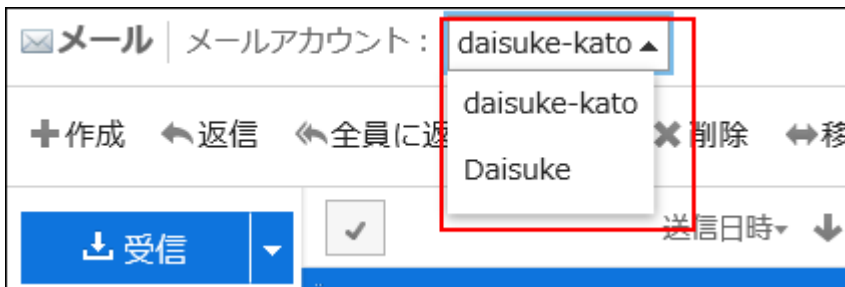 メール メールアカウント： daisuke-kato
daisuke-kato
Daisuke
作成 返信 全員に返 削除 移
受信 送信日時